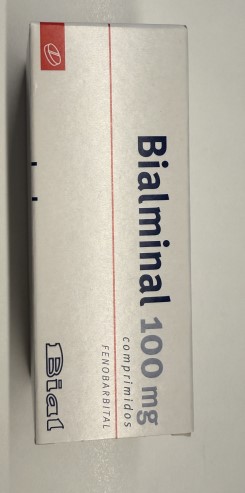 Bialminal 100 mg
comprimidos
FENOBARBITAL
Bial